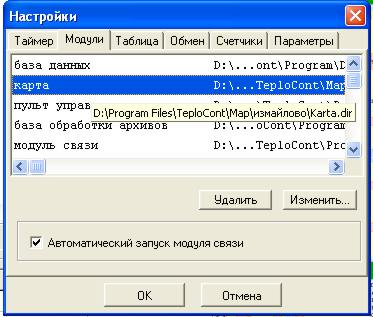 Настройки
Таймер Модули Таблица Обмен Счетчики Параметры
база данных D:\...ont\Program\D
карта D:\...TeploCont\Map
пульт управ
D:\Program Files\TeploCont\Map\измайлово\Karta.dir
база обработки архивов D:\...oCont\Program
модуль связи D:\...TeploCont\Pro
Удалить Изменить...
Автоматический запуск модуля связи
OK Отмена